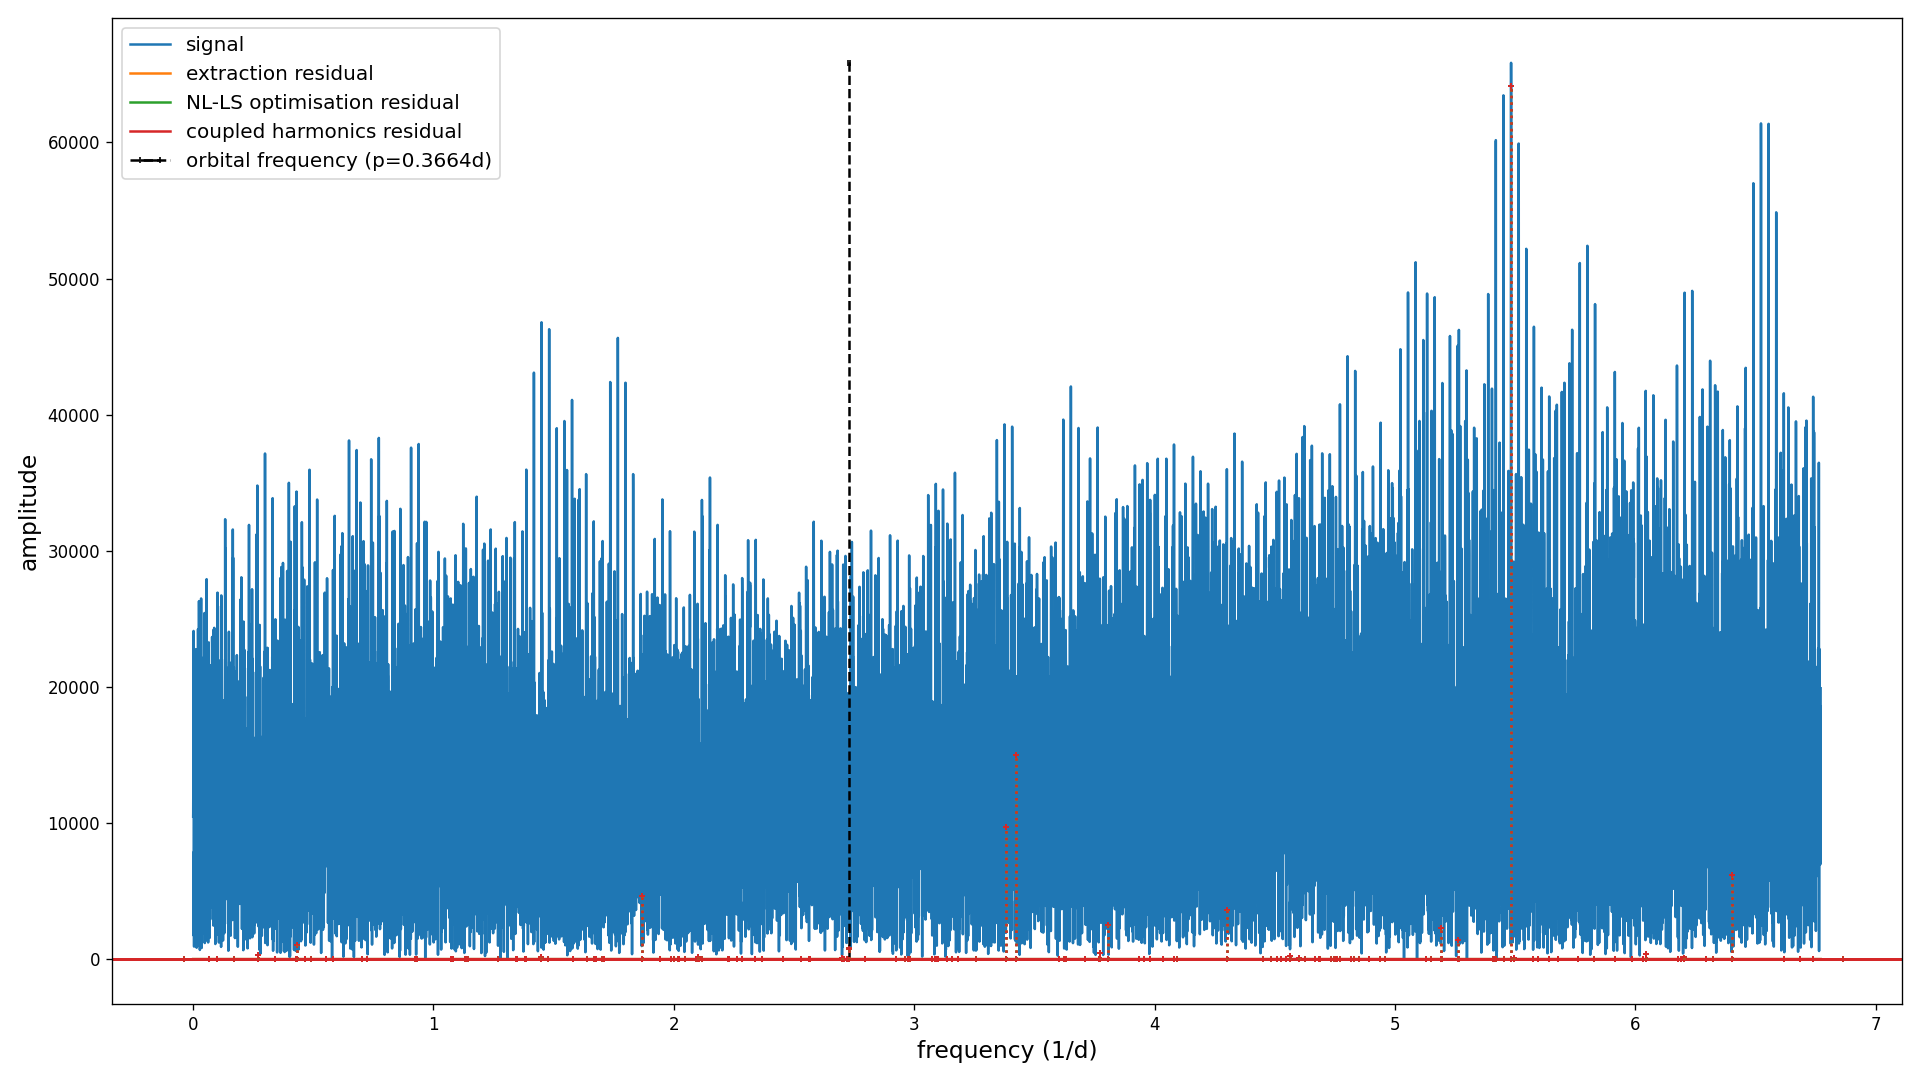 signal
extraction residual
NL-LS optimisation residual
coupled harmonics residual
orbital frequency (p=0.3664d)
amplitude
60000
50000
40000
30000
20000
10000
0
0 1 2 3 4 5 6 7
frequency (1/d)